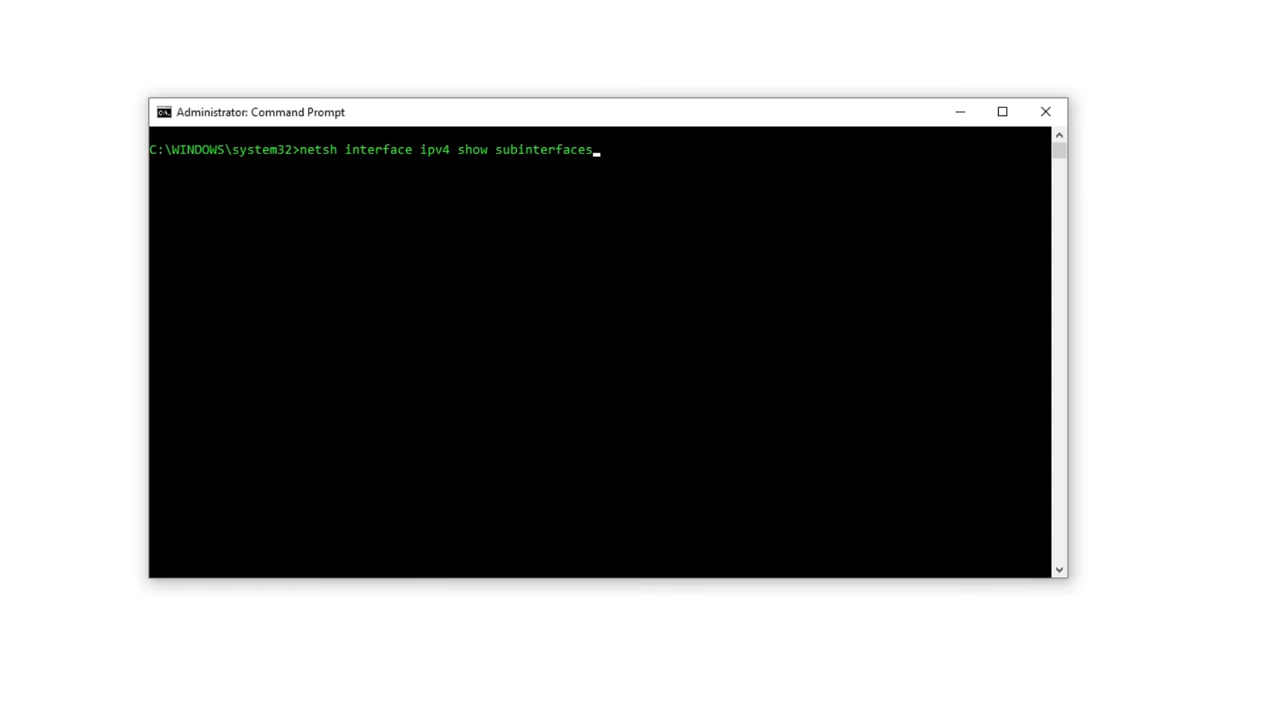 Administrator: Command Prompt
C:\WINDOWS\system32>netsh interface ipv4 show subinterfaces